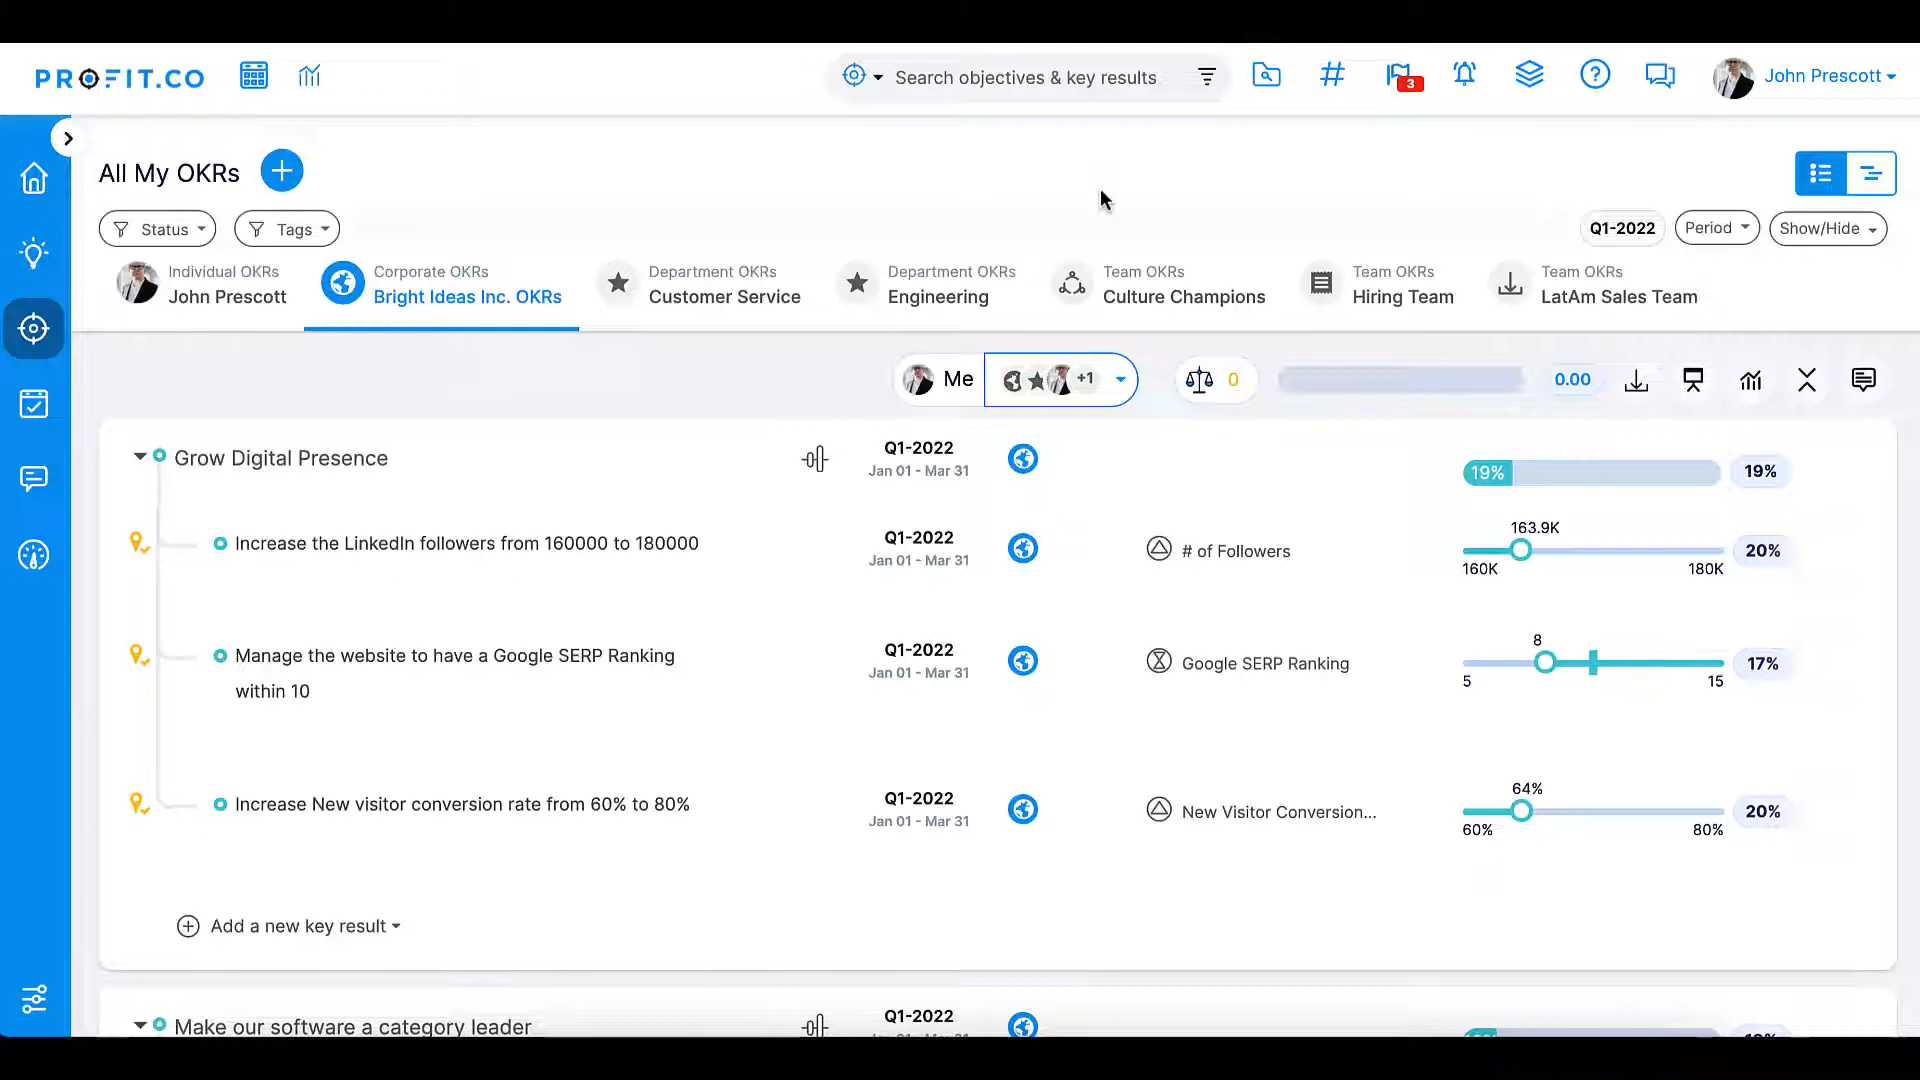 PROFIT.CO
Search objectives & key results
3
John Prescott
All My OKRs
Status
Tags
Q1-2022
Period
Show/Hide
Individual OKRs
John Prescott
Corporate OKRs
Bright Ideas Inc. OKRs
Department OKRs
Customer Service
Department OKRs
Engineering
Team OKRs
Culture Champions
Team OKRs
Hiring Team
Team OKRs
LatAm Sales Team
Me
+1
0
0.00
Grow Digital Presence
Q1-2022
Jan 01 - Mar 31
19%
19%
Increase the LinkedIn followers from 160000 to 180000
Q1-2022
Jan 01 - Mar 31
# of Followers
163.9K
160K
180K
20%
Manage the website to have a Google SERP Ranking
within 10
Q1-2022
Jan 01 - Mar 31
Google SERP Ranking
8
5
15
17%
Increase New visitor conversion rate from 60% to 80%
Q1-2022
Jan 01 - Mar 31
New Visitor Conversion...
64%
60%
80%
20%
Add a new key result
Make our software a category leader
Q1-2022